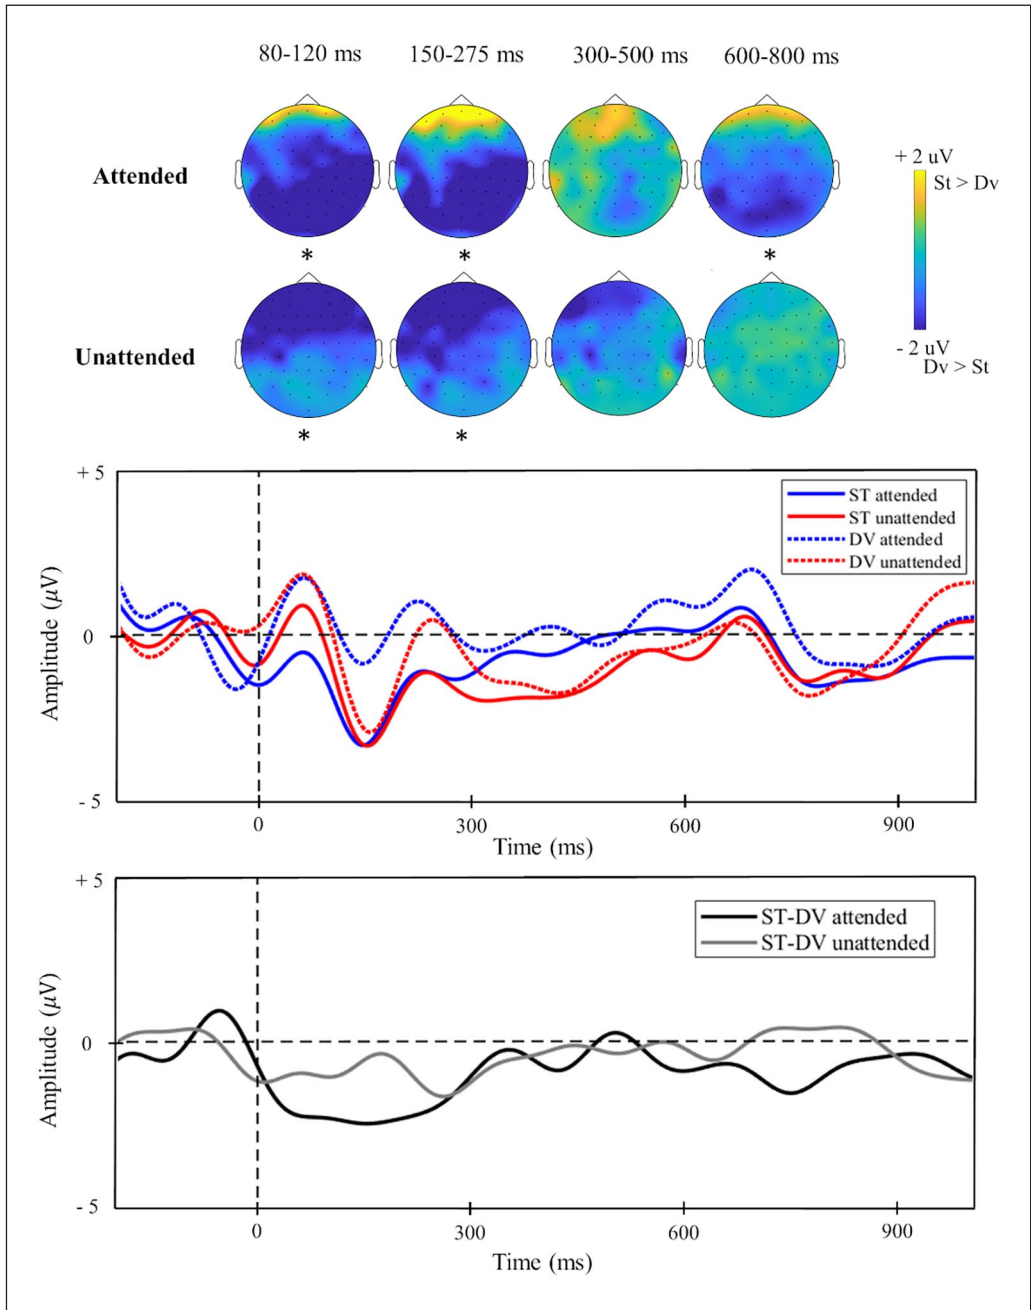 80-120 ms 150-275 ms 300-500 ms 600-800 ms
Attended
+ 2 uV
St > Dv
* * *
Unattended
- 2 uV
Dv > St
* *
+ 5
ST attended
ST unattended
DV attended
DV unattended
Amplitude (μV)
0
- 5
0 300 600 900
Time (ms)
+ 5
ST-DV attended
ST-DV unattended
Amplitude (μV)
0
- 5
0 300 600 900
Time (ms)